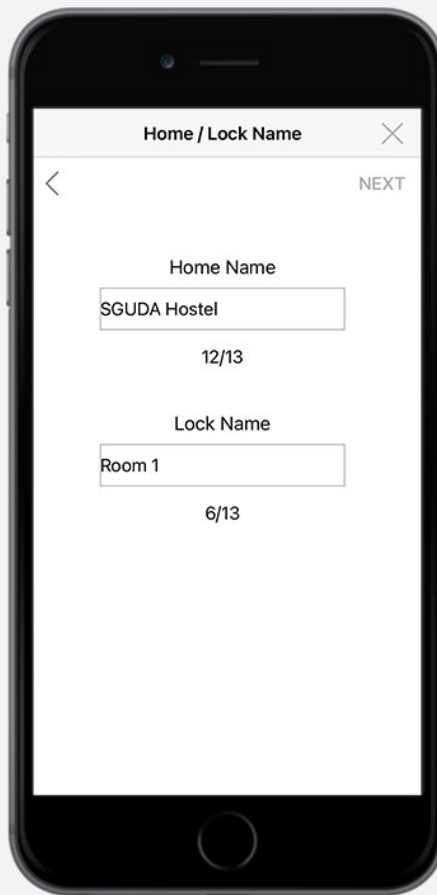 Home / Lock Name
NEXT
Home Name
SGUDA Hostel
12/13
Lock Name
Room 1
6/13